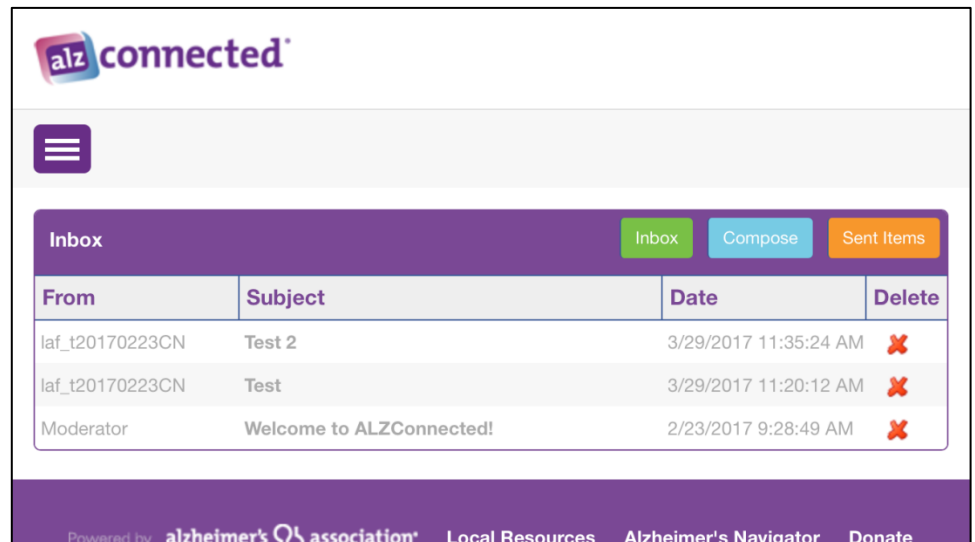 alz connected
Inbox Inbox Compose Sent Items
From Subject Date Delete
laf_t20170223CN Test 2 3/29/2017 11:35:24 AM
laf_t20170223CN Test 3/29/2017 11:20:12 AM
Moderator Welcome to ALZConnected! 2/23/2017 9:28:49 AM
Powered by alzheimer's association® Local Resources Alzheimer's Navigator Donate